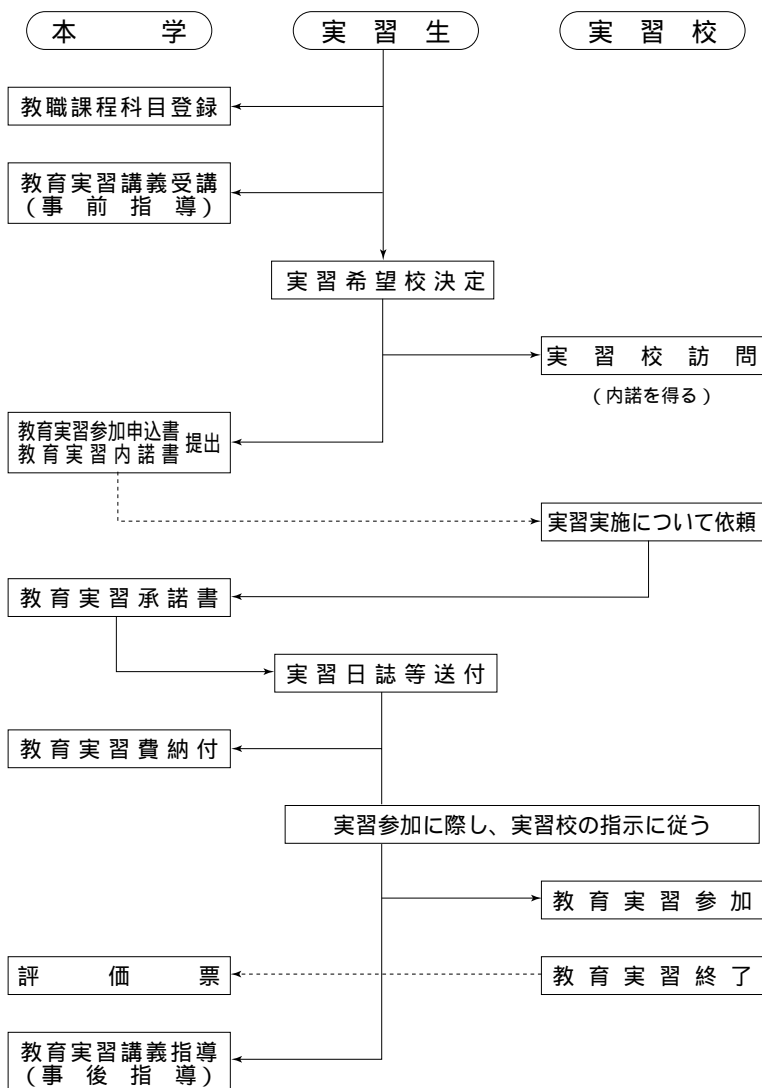 本学
実習生
実習校
教職課程科目登録
教育実習講義受講
(事前指導)
実習希望校決定
実習校訪問
(内諾を得る)
教育実習参加申込書
教育実習内諾書
提出
実習実施について依頼
教育実習承諾書
実習日誌等送付
教育実習費納付
実習参加に際し、実習校の指示に従う
教育実習参加
評価票
教育実習終了
教育実習講義指導
(事後指導)